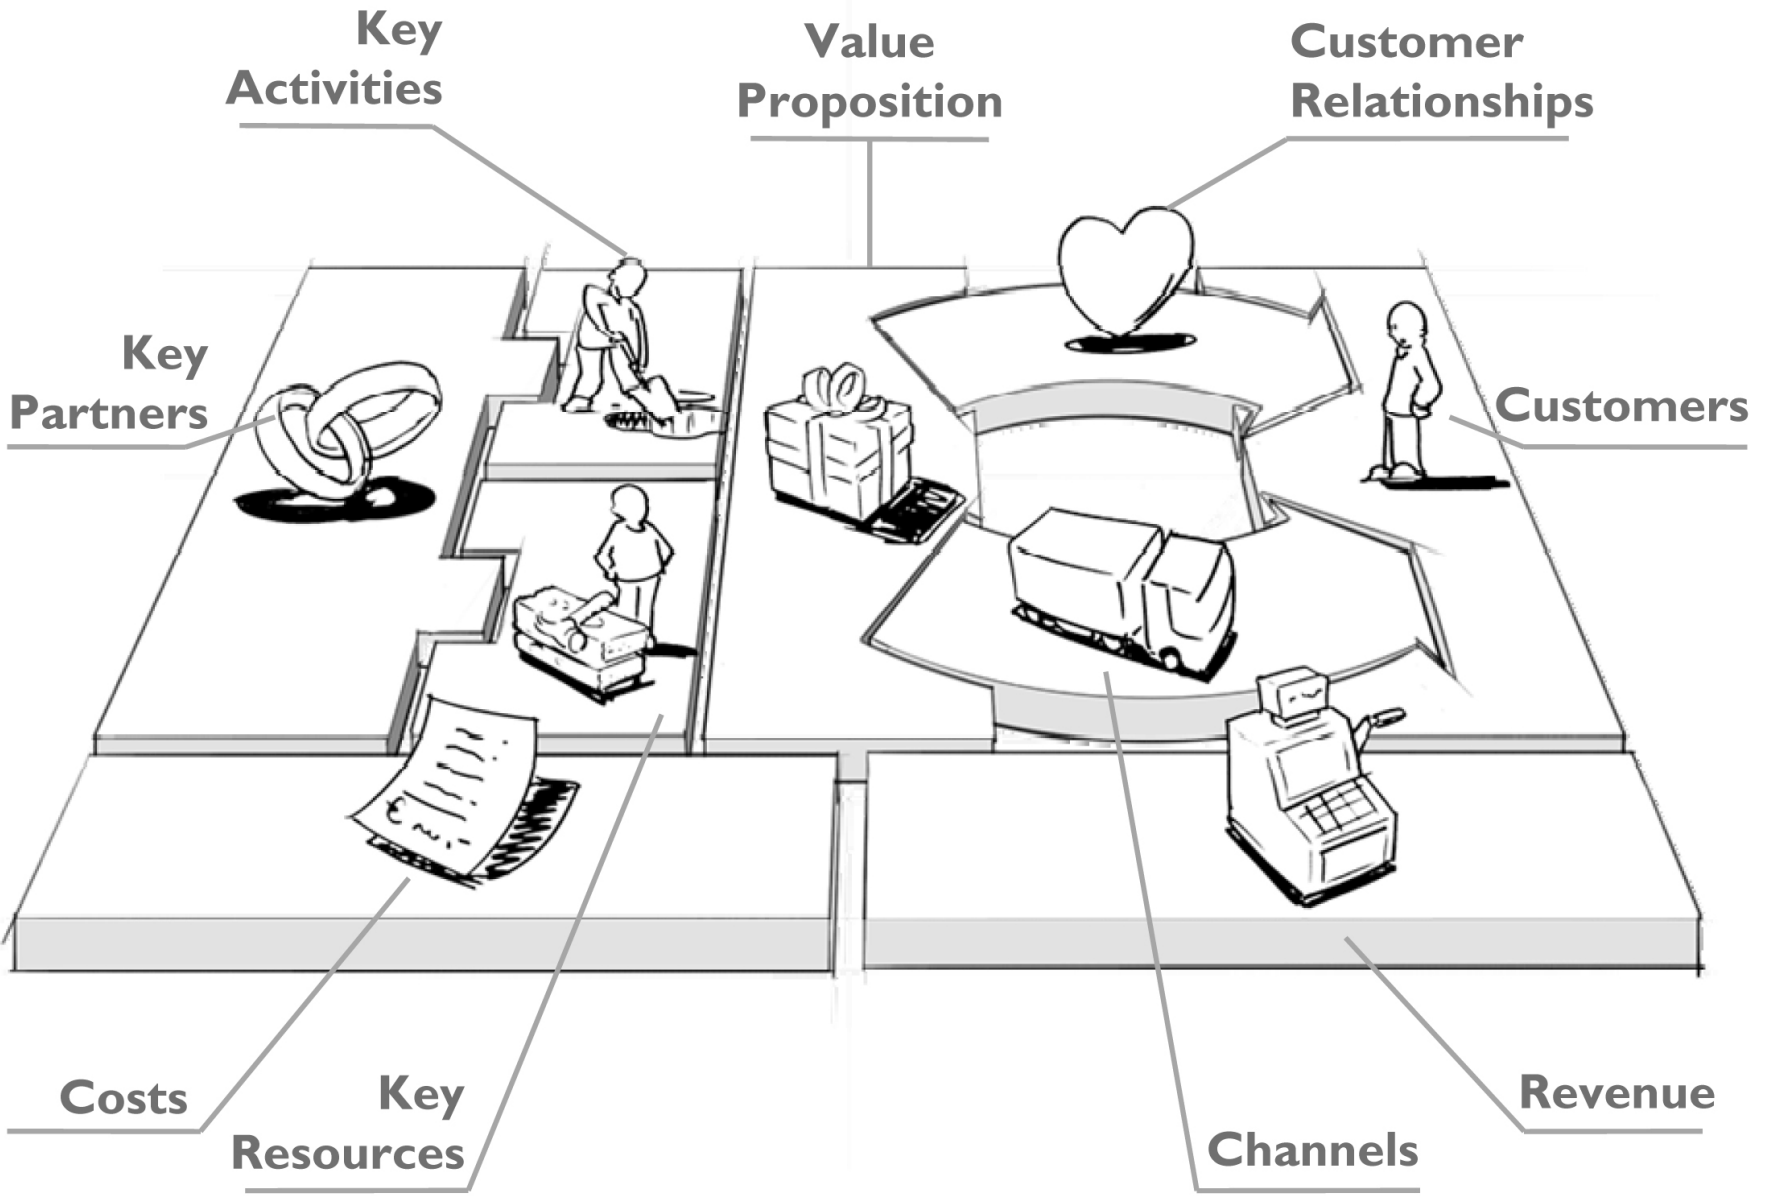 Key
Activities
Value
Proposition
Customer
Relationships
Key
Partners
Customers
Costs
Key
Resources
Channels
Revenue
€